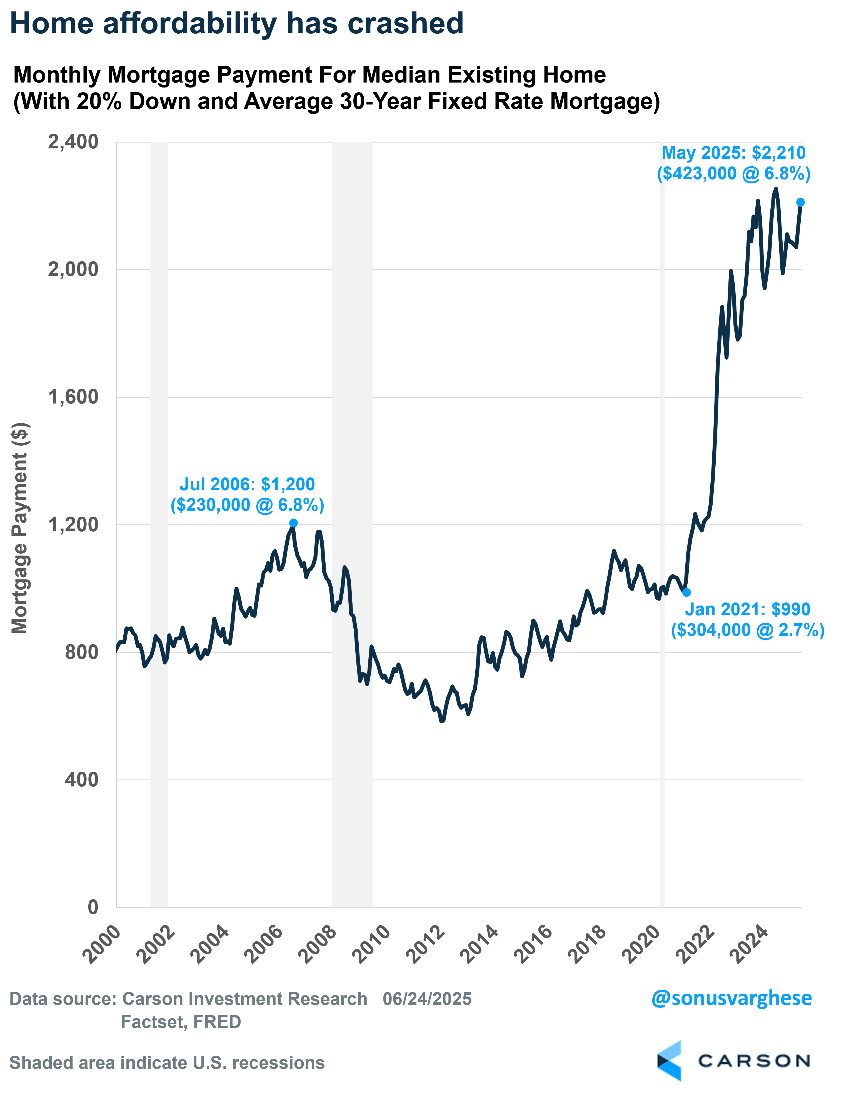 Home affordability has crashed
Monthly Mortgage Payment For Median Existing Home
(With 20% Down and Average 30-Year Fixed Rate Mortgage)
2,400
2,000
1,600
1,200
800
400
0
Mortgage Payment ($)
May 2025: $2,210
($423,000 @ 6.8%)
Jul 2006: $1,200
($230,000 @ 6.8%)
Jan 2021: $990
($304,000 @ 2.7%)
2000
2002
2004
2006
2008
2010
2012
2014
2016
2018
2020
2022
2024
Data source: Carson Investment Research 06/24/2025
Factset, FRED
@sonusvarghese
Shaded area indicate U.S. recessions
CARSON